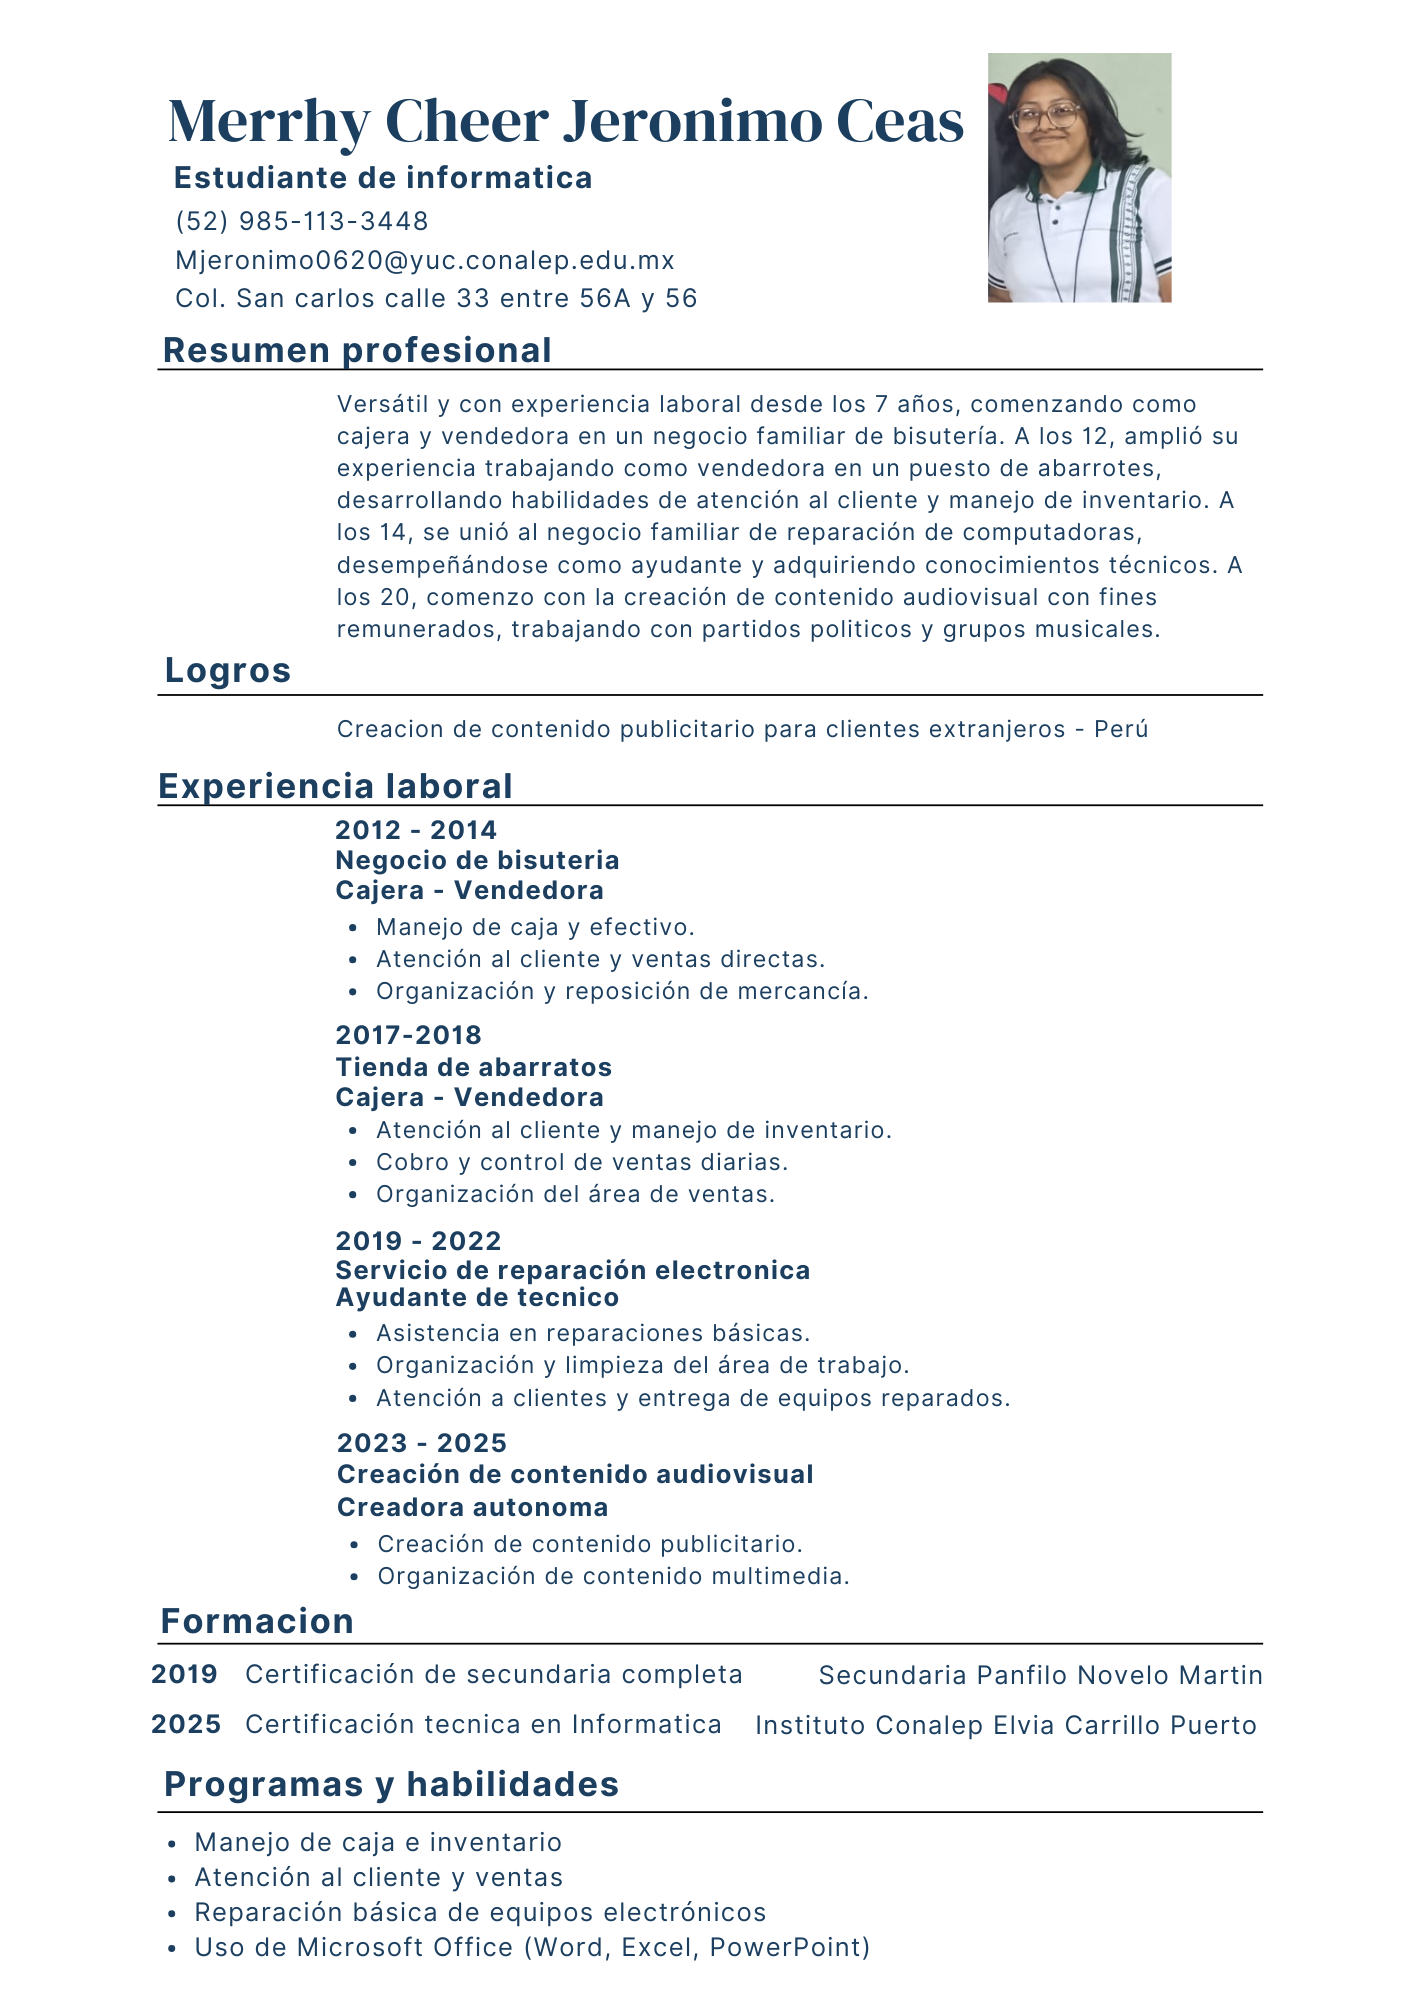 Merrhy Cheer Jeronimo Ceas
Estudiante de informatica
(52) 985-113-3448
Mjeronimo0620@yuc.conalep.edu.mx
Col. San carlos calle 33 entre 56A y 56
Resumen profesional
Versátil y con experiencia laboral desde los 7 años, comenzando como
cajera y vendedora en un negocio familiar de bisutería. A los 12, amplió su
experiencia trabajando como vendedora en un puesto de abarrotes,
desarrollando habilidades de atención al cliente y manejo de inventario. A
los 14, se unió al negocio familiar de reparación de computadoras,
desempeñándose como ayudante y adquiriendo conocimientos técnicos. A
los 20, comenzo con la creación de contenido audiovisual con fines
remunerados, trabajando con partidos politicos y grupos musicales.
Logros
Creacion de contenido publicitario para clientes extranjeros - Perú
Experiencia laboral
2012 - 2014
Negocio de bisuteria
Cajera - Vendedora
• Manejo de caja y efectivo.
• Atención al cliente y ventas directas.
• Organización y reposición de mercancía.
2017-2018
Tienda de abarratos
Cajera - Vendedora
• Atención al cliente y manejo de inventario.
• Cobro y control de ventas diarias.
• Organización del área de ventas.
2019 - 2022
Servicio de reparación electronica
Ayudante de tecnico
• Asistencia en reparaciones básicas.
• Organización y limpieza del área de trabajo.
• Atención a clientes y entrega de equipos reparados.
2023 - 2025
Creación de contenido audiovisual
Creadora autonoma
• Creación de contenido publicitario.
• Organización de contenido multimedia.
Formacion
2019 Certificación de secundaria completa Secundaria Panfilo Novelo Martin
2025 Certificación tecnica en Informatica Instituto Conalep Elvia Carrillo Puerto
Programas y habilidades
• Manejo de caja e inventario
• Atención al cliente y ventas
• Reparación básica de equipos electrónicos
• Uso de Microsoft Office (Word, Excel, PowerPoint)